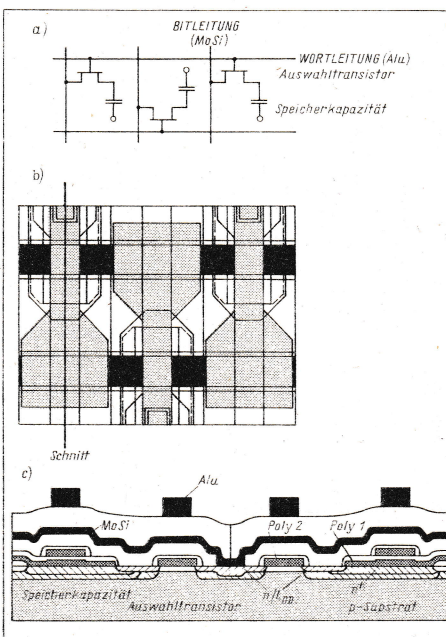 a)
BITLEITUNG
(MoSi)
WORTLEITUNG (Alu)
Auswahltransistor
Speicherkapazität
b)
Schnitt
c)
Alu
MoSi
Poly 2
Poly 1
Speicherkapazität
Auswahltransistor
p-Substrat